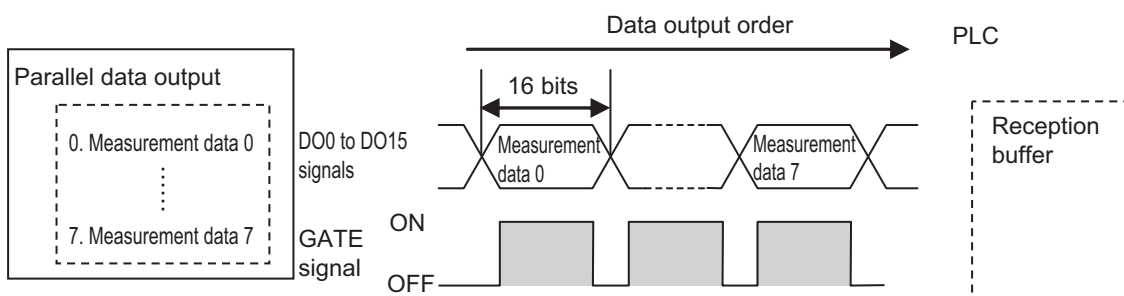 Data output order
PLC
Parallel data output
16 bits
0. Measurement data 0
DO0 to DO15
signals
Measurement
data 0
Measurement
data 7
Reception
buffer
7. Measurement data 7
GATE
signal
ON
OFF